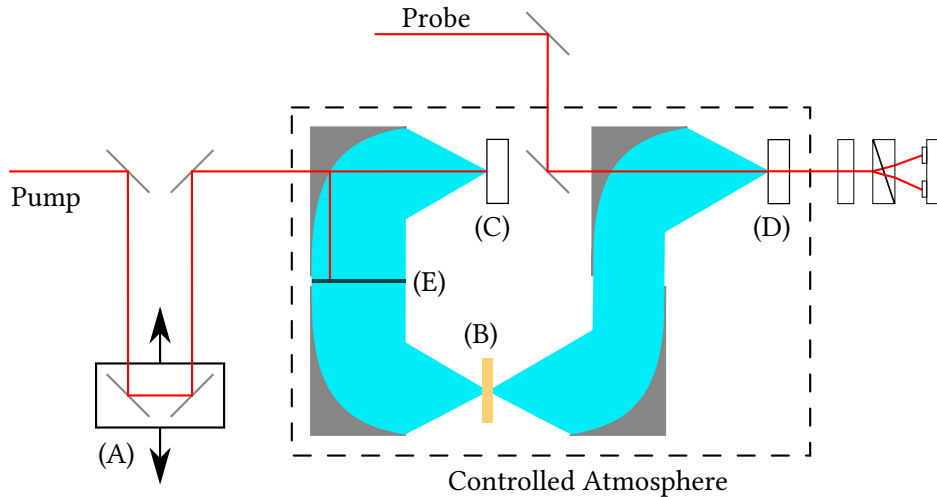 Probe
Pump
(C)
(D)
(E)
(B)
(A)
Controlled Atmosphere